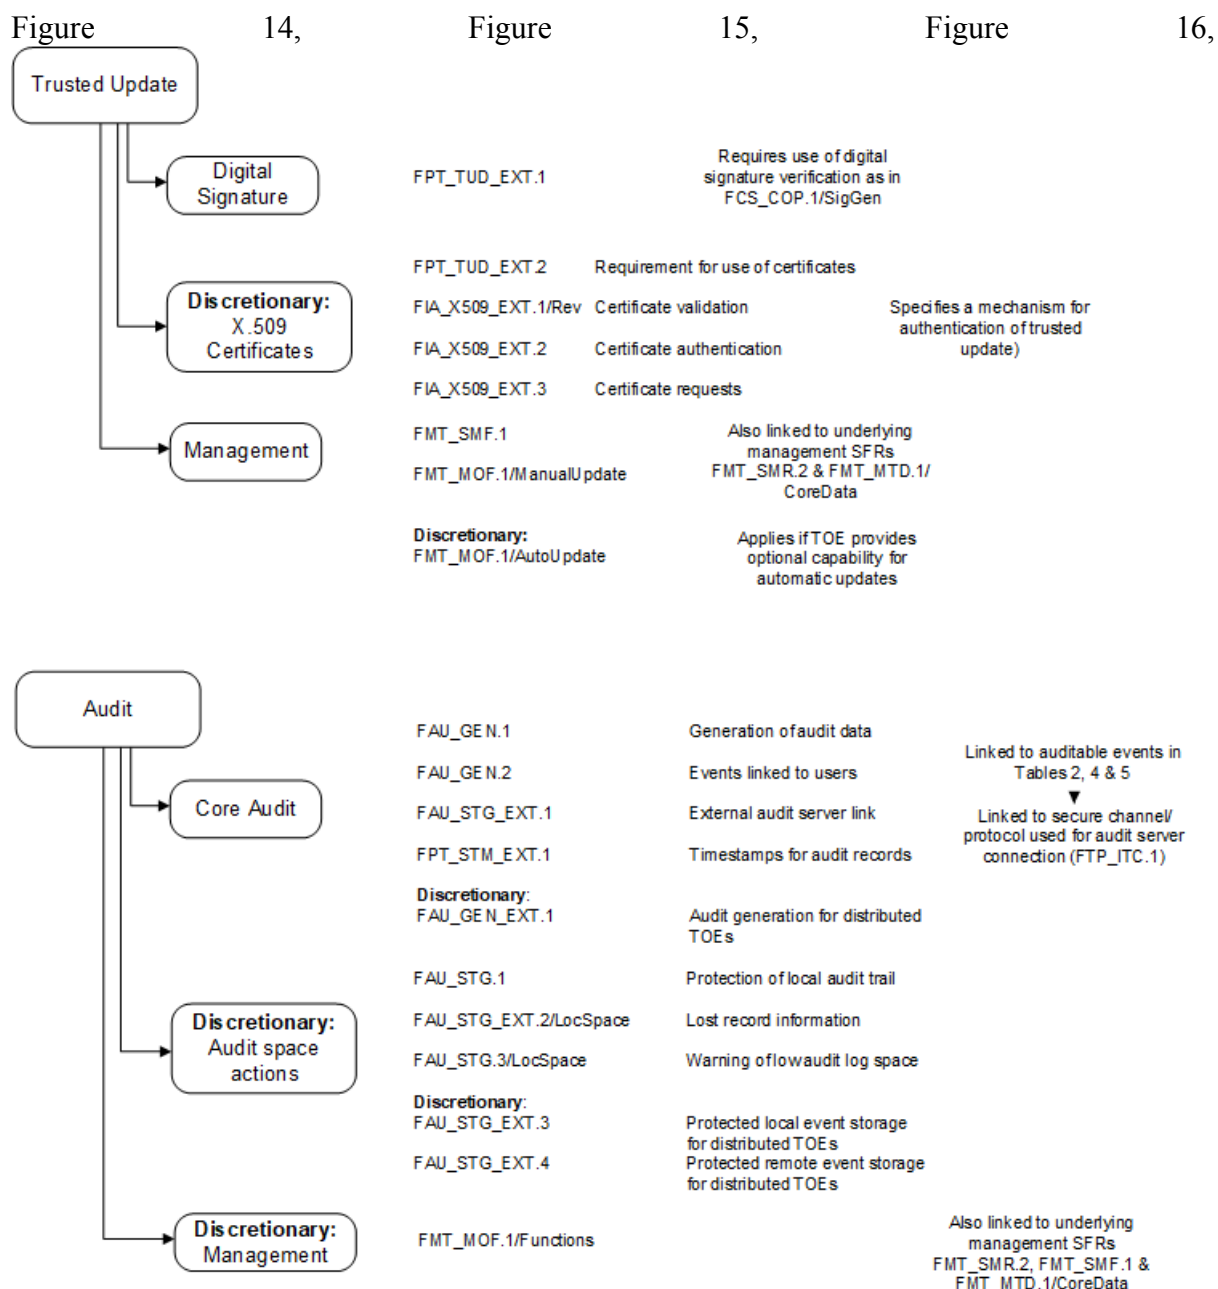 Figure 14, Figure 15, Figure 16,
Trusted Update
Digital
Signature
FPT_TUD_EXT.1
Requires use of digital
signature verification as in
FCS_COP.1/SigGen
Discretionary:
X.509
Certificates
FPT_TUD_EXT.2 Requirement for use of certificates
FIA_X509_EXT.1/Rev Certificate validation
FIA_X509_EXT.2 Certificate authentication
FIA_X509_EXT.3 Certificate requests
Specifies a mechanism for
authentication of trusted
update)
Management
FMT_SMF.1
FMT_MOF.1/ManualUpdate
Also linked to underlying
management SFRs
FMT_SMR.2 & FMT_MTD.1/
CoreData
Discretionary:
FMT_MOF.1/AutoUpdate
Applies if TOE provides
optional capability for
automatic updates
Audit
Core Audit
FAU_GEN.1 Generation of audit data
FAU_GEN.2 Events linked to users
FAU_STG_EXT.1 External audit server link
FPT_STM_EXT.1 Timestamps for audit records
Linked to auditable events in
Tables 2, 4 & 5
Linked to secure channel/
protocol used for audit server
connection (FTP_ITC.1)
Discretionary:
FAU_GEN_EXT.1 Audit generation for distributed
TOEs
Discretionary:
Audit space
actions
FAU_STG.1 Protection of local audit trail
FAU_STG_EXT.2/LocSpace Lost record information
FAU_STG.3/LocSpace Warning of low audit log space
Discretionary:
FAU_STG_EXT.3 Protected local event storage
for distributed TOEs
FAU_STG_EXT.4 Protected remote event storage
for distributed TOEs
Discretionary:
Management
FMT_MOF.1/Functions
Also linked to underlying
management SFRs
FMT_SMR.2, FMT_SMF.1 &
FMT_MTD.1/CoreData